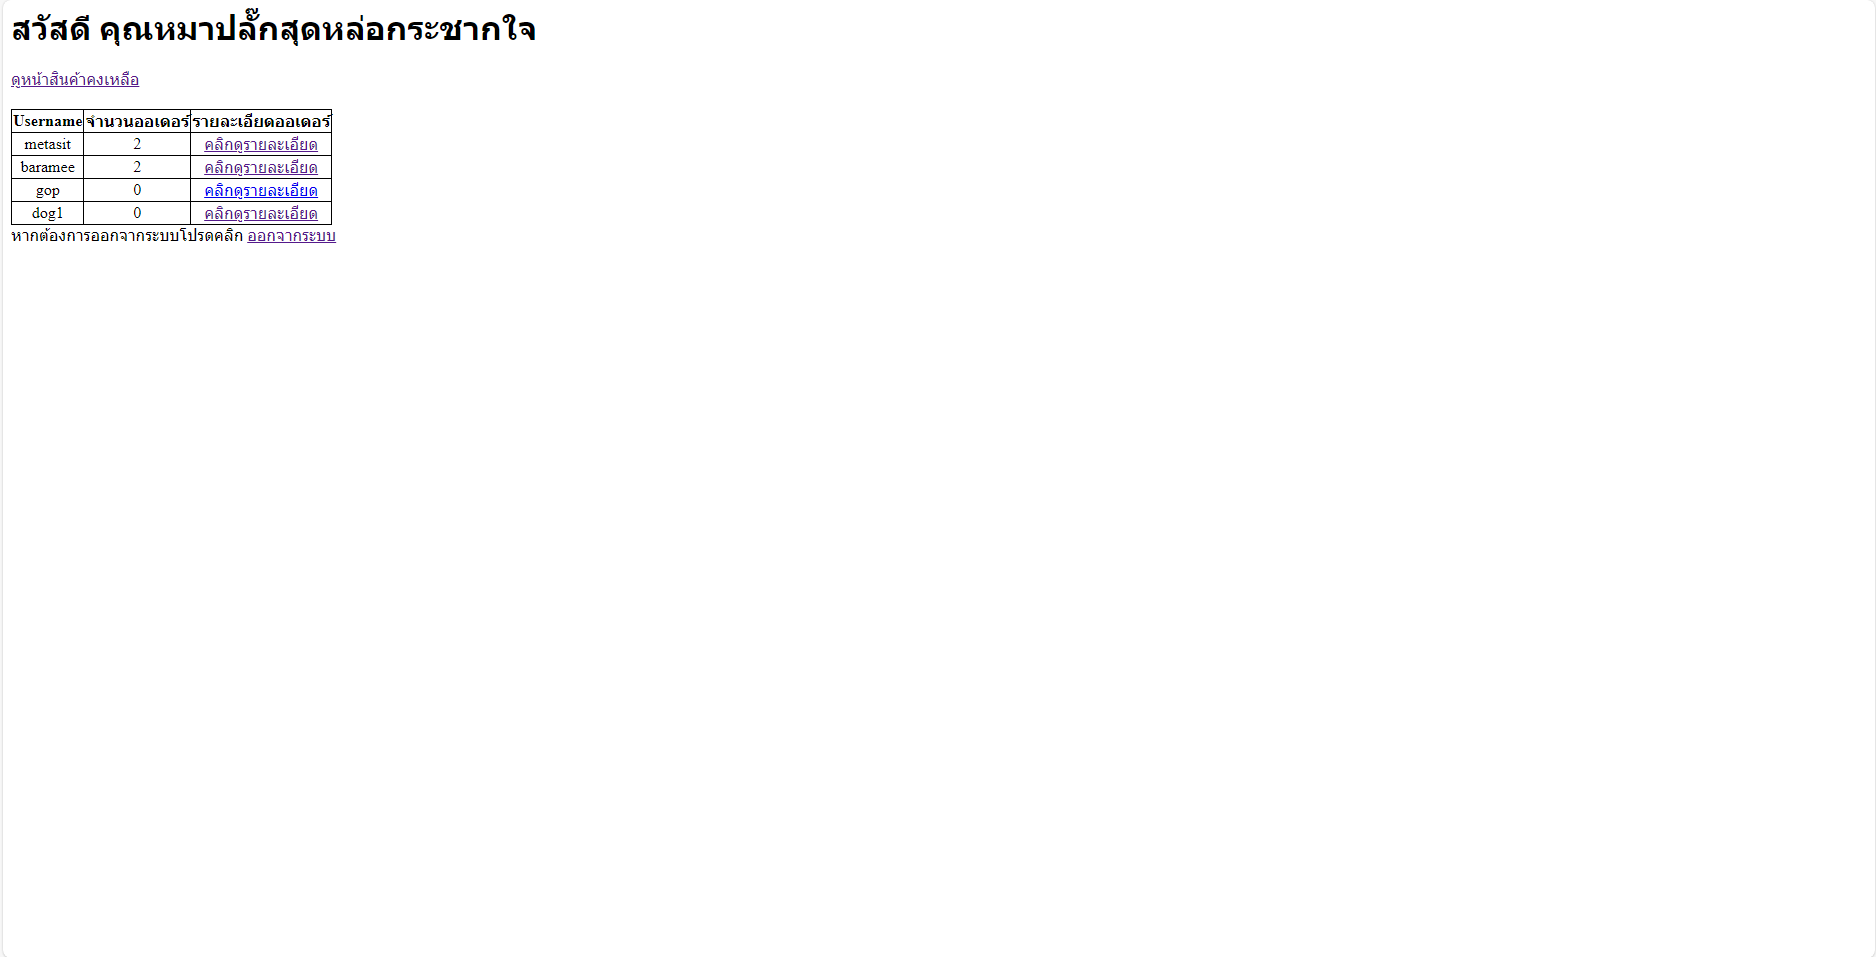 สวัสดี คุณหมาปลั๊กสุดหล่อกระชากใจ
ดูหน้าสินค้าคงเหลือ
Username จำนวนออเดอร์ รายละเอียดออเดอร์
metasit 2 คลิกดูรายละเอียด
baramee 2 คลิกดูรายละเอียด
gop 0 คลิกดูรายละเอียด
dog1 0 คลิกดูรายละเอียด
หากต้องการออกจากระบบโปรดคลิก ออกจากระบบ